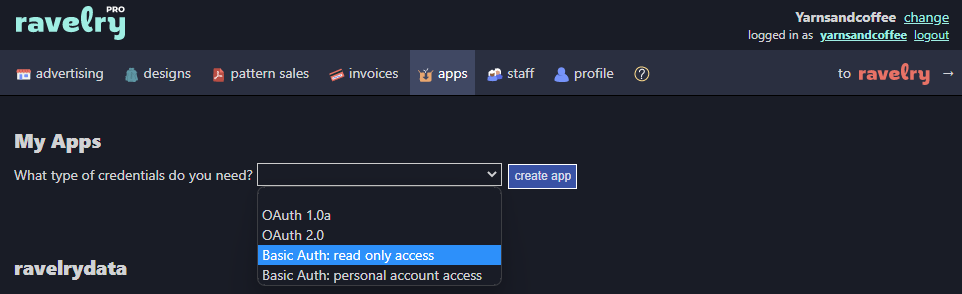 ravelry PRO
Yarnsandcoffee change
logged in as yarnsandcoffee logout
advertising designs pattern sales invoices apps staff profile ? to ravelry →
My Apps
What type of credentials do you need? create app
OAuth 1.0a
OAuth 2.0
Basic Auth: read only access
Basic Auth: personal account access
ravelrydata